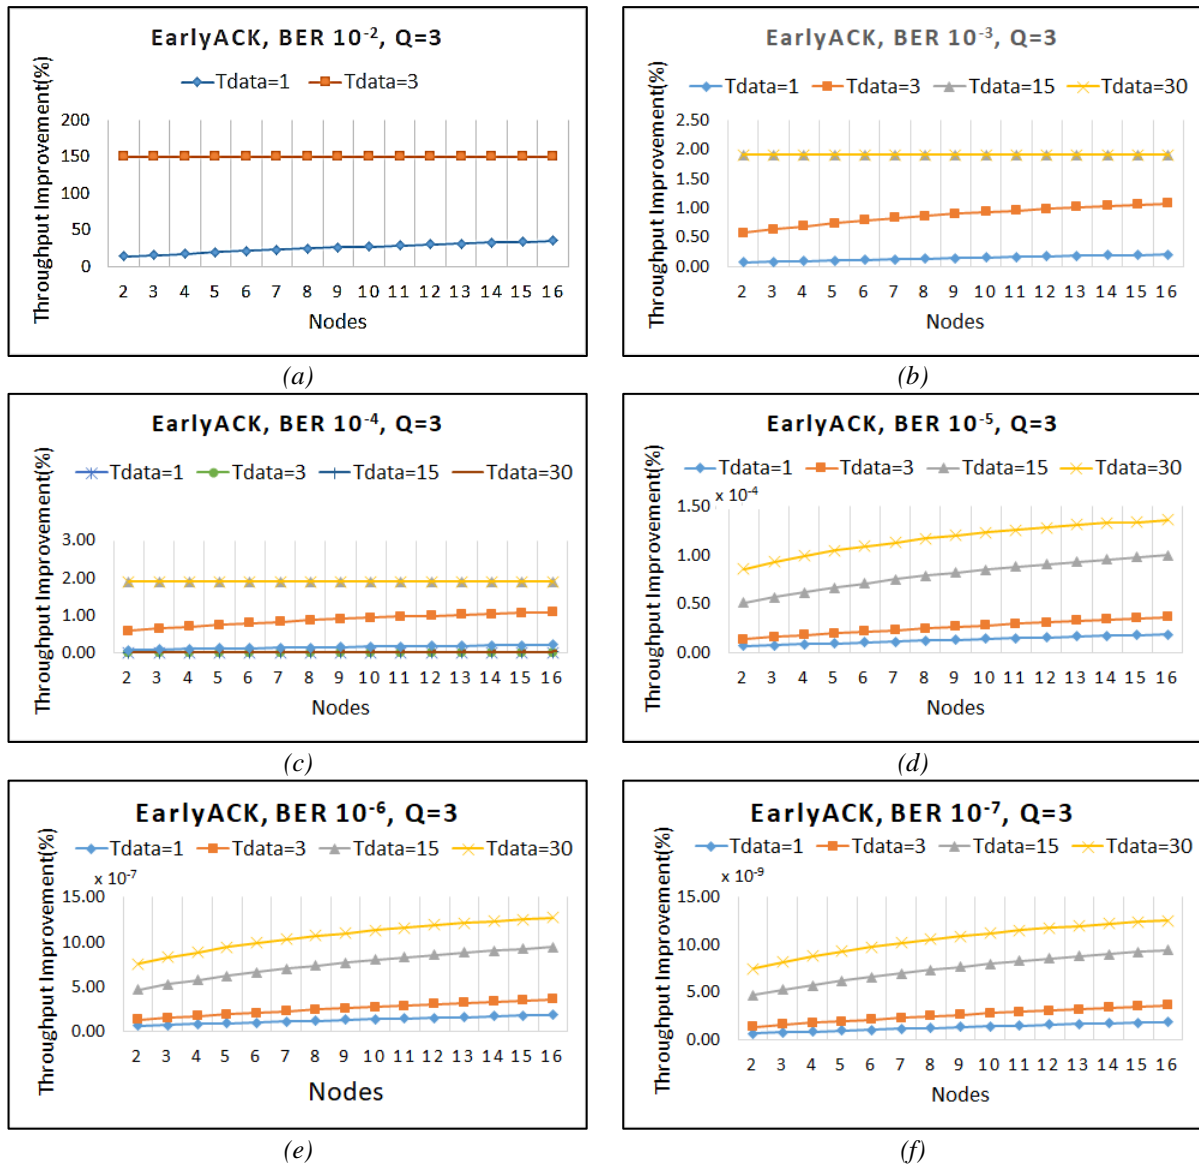 EarlyACK, BER 10⁻², Q=3
Tdata=1 Tdata=3
Throughput Improvement(%)
200
150
100
50
0
2 3 4 5 6 7 8 9 10 11 12 13 14 15 16
Nodes
(a)
EarlyACK, BER 10⁻³, Q=3
Tdata=1 Tdata=3 Tdata=15 Tdata=30
Throughput Improvement(%)
2.50
2.00
1.50
1.00
0.50
0.00
2 3 4 5 6 7 8 9 10 11 12 13 14 15 16
Nodes
(b)
EarlyACK, BER 10⁻⁴, Q=3
Tdata=1 Tdata=3 Tdata=15 Tdata=30
Throughput Improvement(%)
3.00
2.00
1.00
0.00
2 3 4 5 6 7 8 9 10 11 12 13 14 15 16
Nodes
(c)
EarlyACK, BER 10⁻⁵, Q=3
Tdata=1 Tdata=3 Tdata=15 Tdata=30
Throughput Improvement(%)
x 10⁻⁴
1.50
1.00
0.50
0.00
2 3 4 5 6 7 8 9 10 11 12 13 14 15 16
Nodes
(d)
EarlyACK, BER 10⁻⁶, Q=3
Tdata=1 Tdata=3 Tdata=15 Tdata=30
Throughput Improvement(%)
x 10⁻⁷
15.00
10.00
5.00
0.00
2 3 4 5 6 7 8 9 10 11 12 13 14 15 16
Nodes
(e)
EarlyACK, BER 10⁻⁷, Q=3
Tdata=1 Tdata=3 Tdata=15 Tdata=30
Throughput Improvement(%)
x 10⁻⁹
15.00
10.00
5.00
0.00
2 3 4 5 6 7 8 9 10 11 12 13 14 15 16
Nodes
(f)